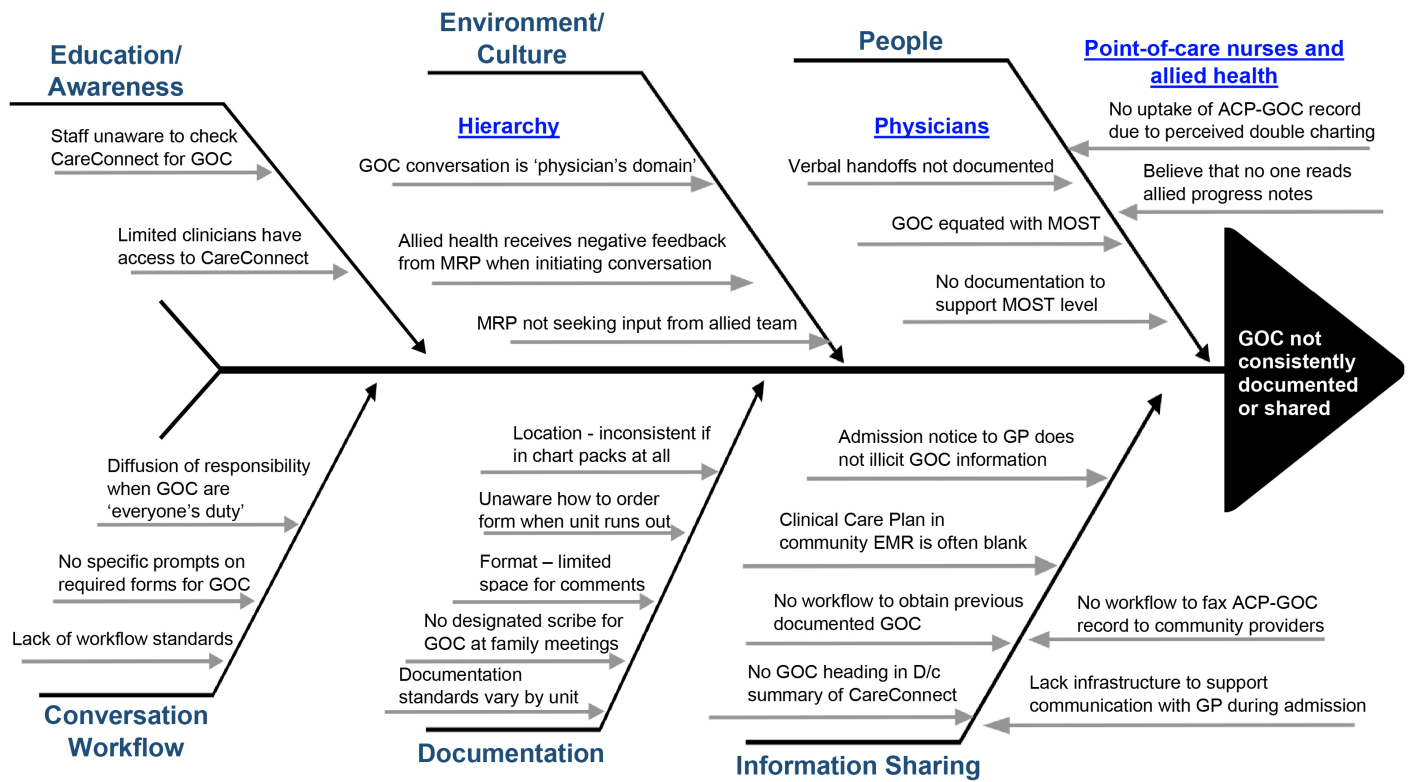 Education/
Awareness
Staff unaware to check
CareConnect for GOC
Limited clinicians have
access to CareConnect
Environment/
Culture
Hierarchy
GOC conversation is ‘physician’s domain’
Allied health receives negative feedback
from MRP when initiating conversation
MRP not seeking input from allied team
People
Physicians
Verbal handoffs not documented
GOC equated with MOST
No documentation to
support MOST level
Point-of-care nurses and
allied health
No uptake of ACP-GOC record
due to perceived double charting
Believe that no one reads
allied progress notes
GOC not
consistently
documented
or shared
Diffusion of responsibility
when GOC are
‘everyone’s duty’
No specific prompts on
required forms for GOC
Lack of workflow standards
Conversation
Workflow
Location - inconsistent if
in chart packs at all
Unaware how to order
form when unit runs out
Format – limited
space for comments
No designated scribe for
GOC at family meetings
Documentation
standards vary by unit
Documentation
Admission notice to GP does
not illicit GOC information
Clinical Care Plan in
community EMR is often blank
No workflow to obtain previous
documented GOC
No GOC heading in D/c
summary of CareConnect
No workflow to fax ACP-GOC
record to community providers
Lack infrastructure to support
communication with GP during admission
Information Sharing